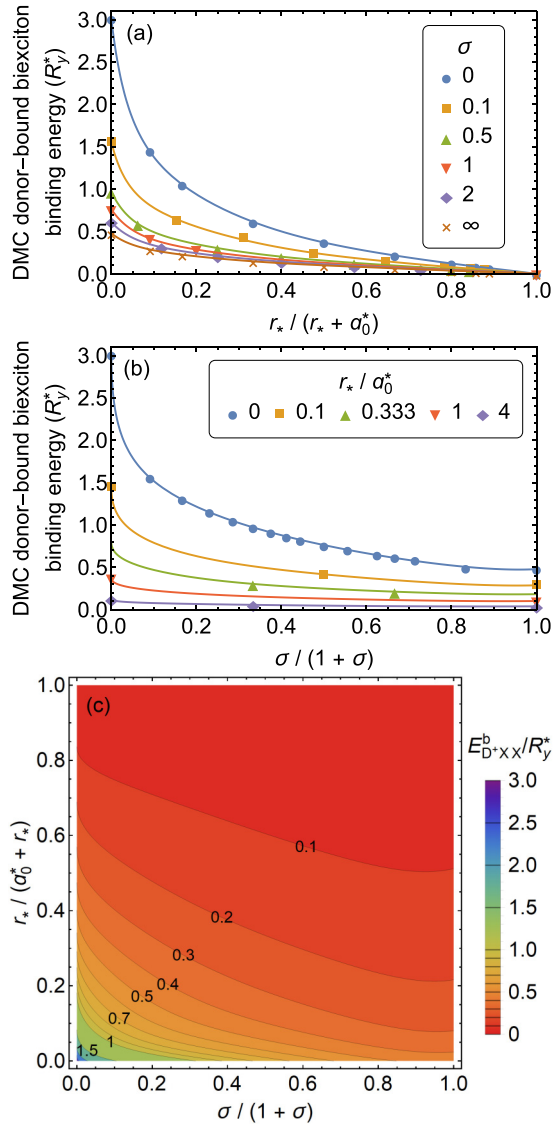 (a)
DMC donor−bound biexciton
binding energy (R*y)
3.0
2.5
2.0
1.5
1.0
0.5
0.0
σ
0
0.1
0.5
1
2
∞
0.0 0.2 0.4 0.6 0.8 1.0
r* / (r* + a*0)
(b)
DMC donor−bound biexciton
binding energy (R*y)
3.0
2.5
2.0
1.5
1.0
0.5
0.0
r* / a*0
0 0.1 0.333 1 4
0.0 0.2 0.4 0.6 0.8 1.0
σ / (1 + σ)
(c)
r* / (a*0 + r*)
1.0
0.8
0.6
0.4
0.2
0.0
0.1
0.2
0.3
0.4
0.5
0.7
1
1.5
0.0 0.2 0.4 0.6 0.8 1.0
σ / (1 + σ)
E^b_D+XX/R*y
3.0
2.5
2.0
1.5
1.0
0.5
0